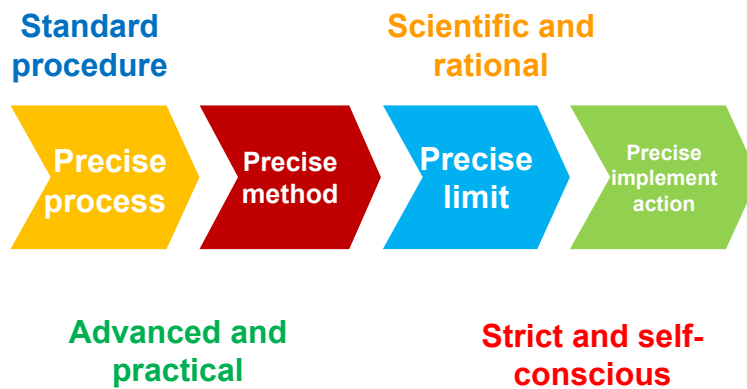 Standard
procedure
Scientific and
rational
Precise
process
Precise
method
Precise
limit
Precise
implement
action
Advanced and
practical
Strict and self-
conscious